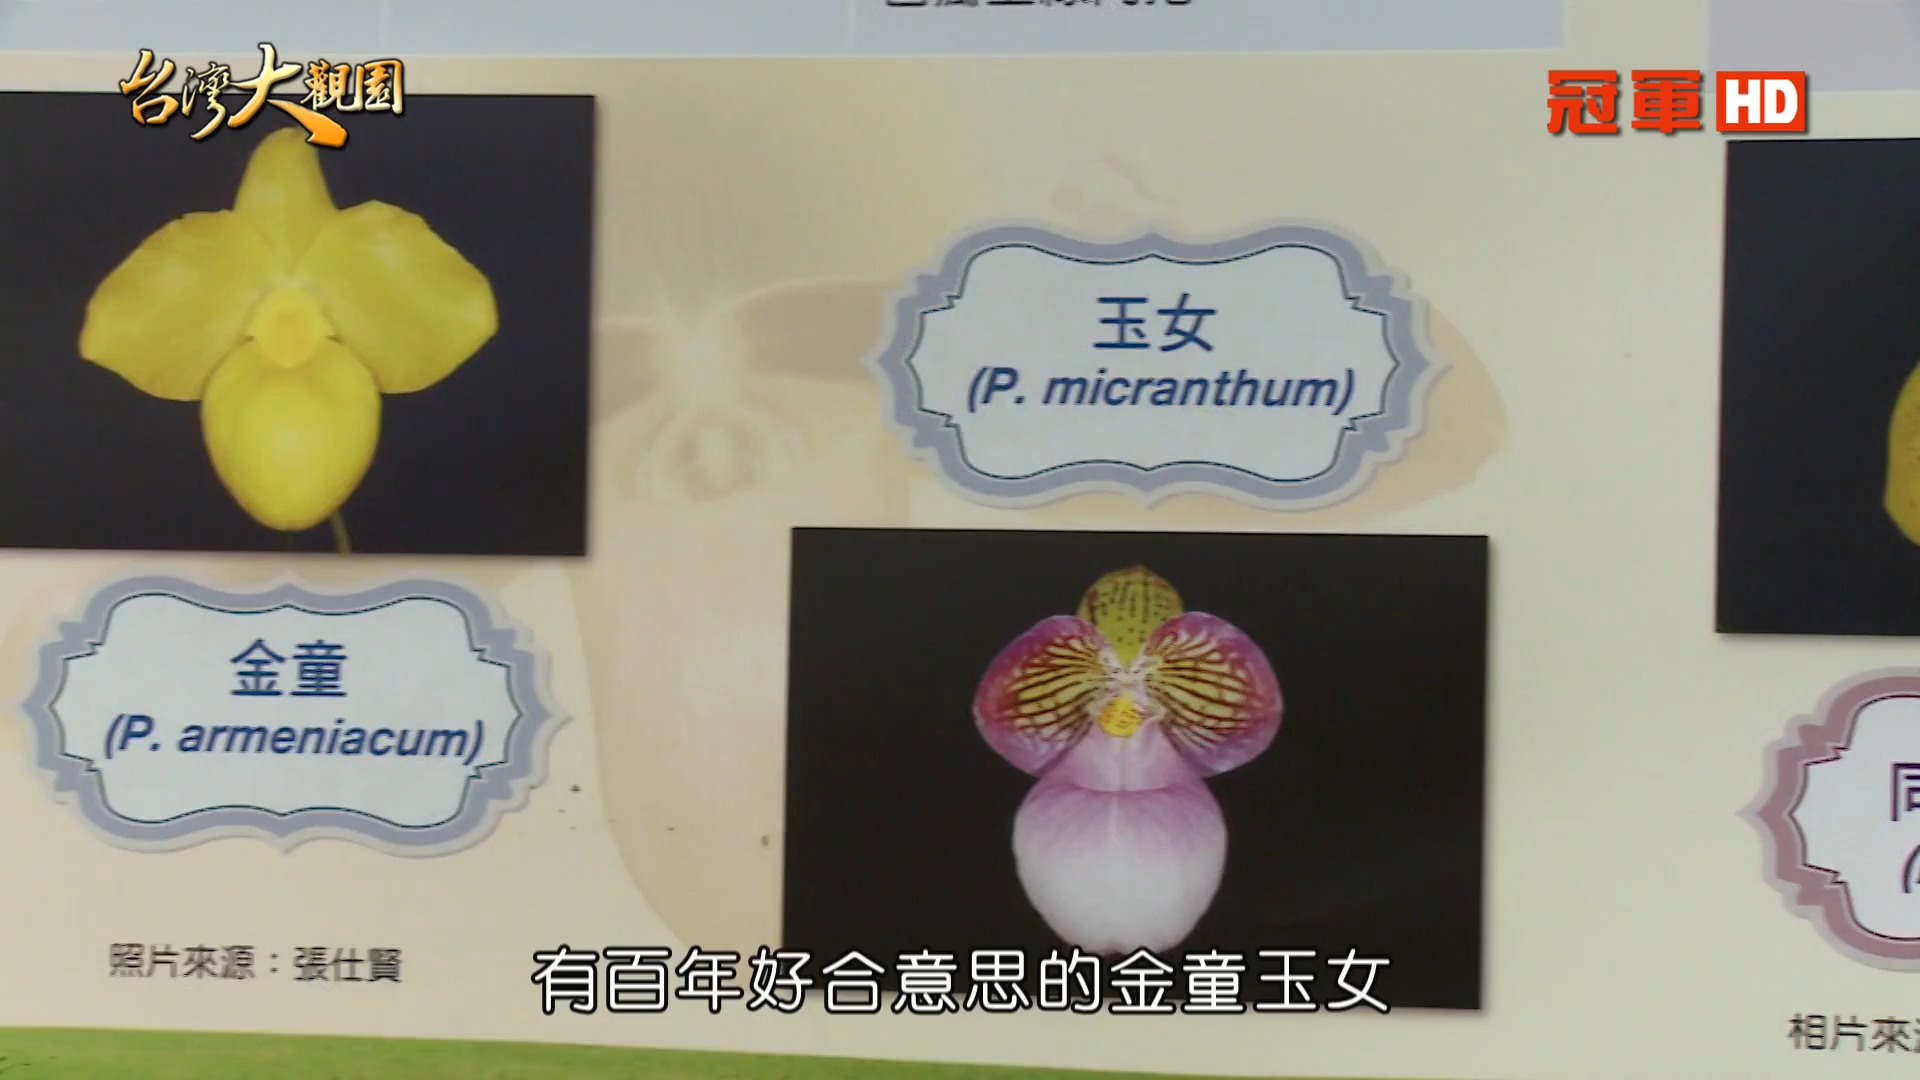 台灣大觀園
冠軍HD
玉女
(P. micranthum)
金童
(P. armeniacum)
照片來源：張仕賢
有百年好合意思的金童玉女
相片來